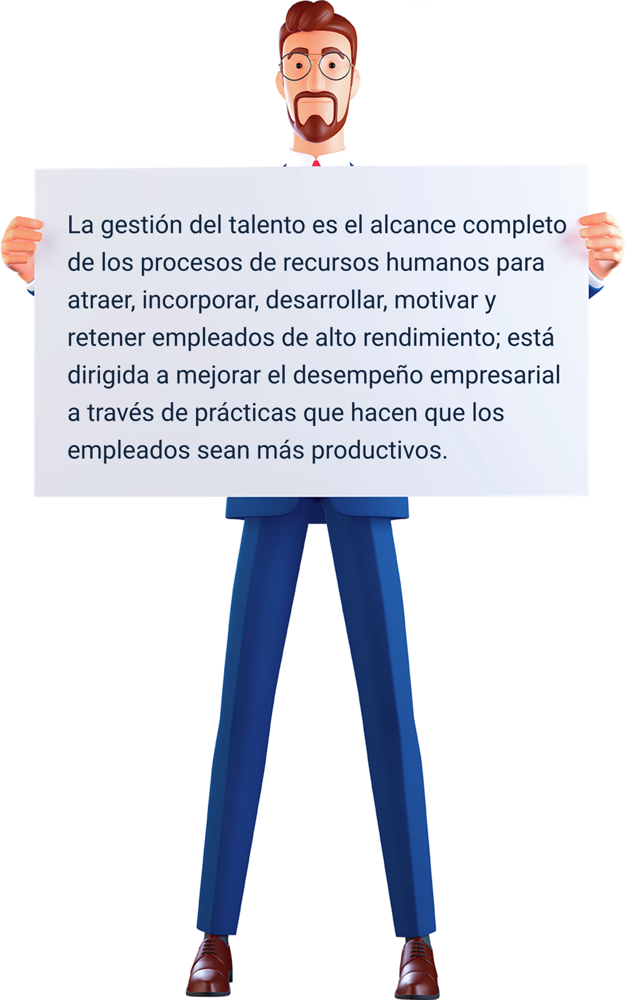 La gestión del talento es el alcance completo
de los procesos de recursos humanos para
atraer, incorporar, desarrollar, motivar y
retener empleados de alto rendimiento; está
dirigida a mejorar el desempeño empresarial
a través de prácticas que hacen que los
empleados sean más productivos.